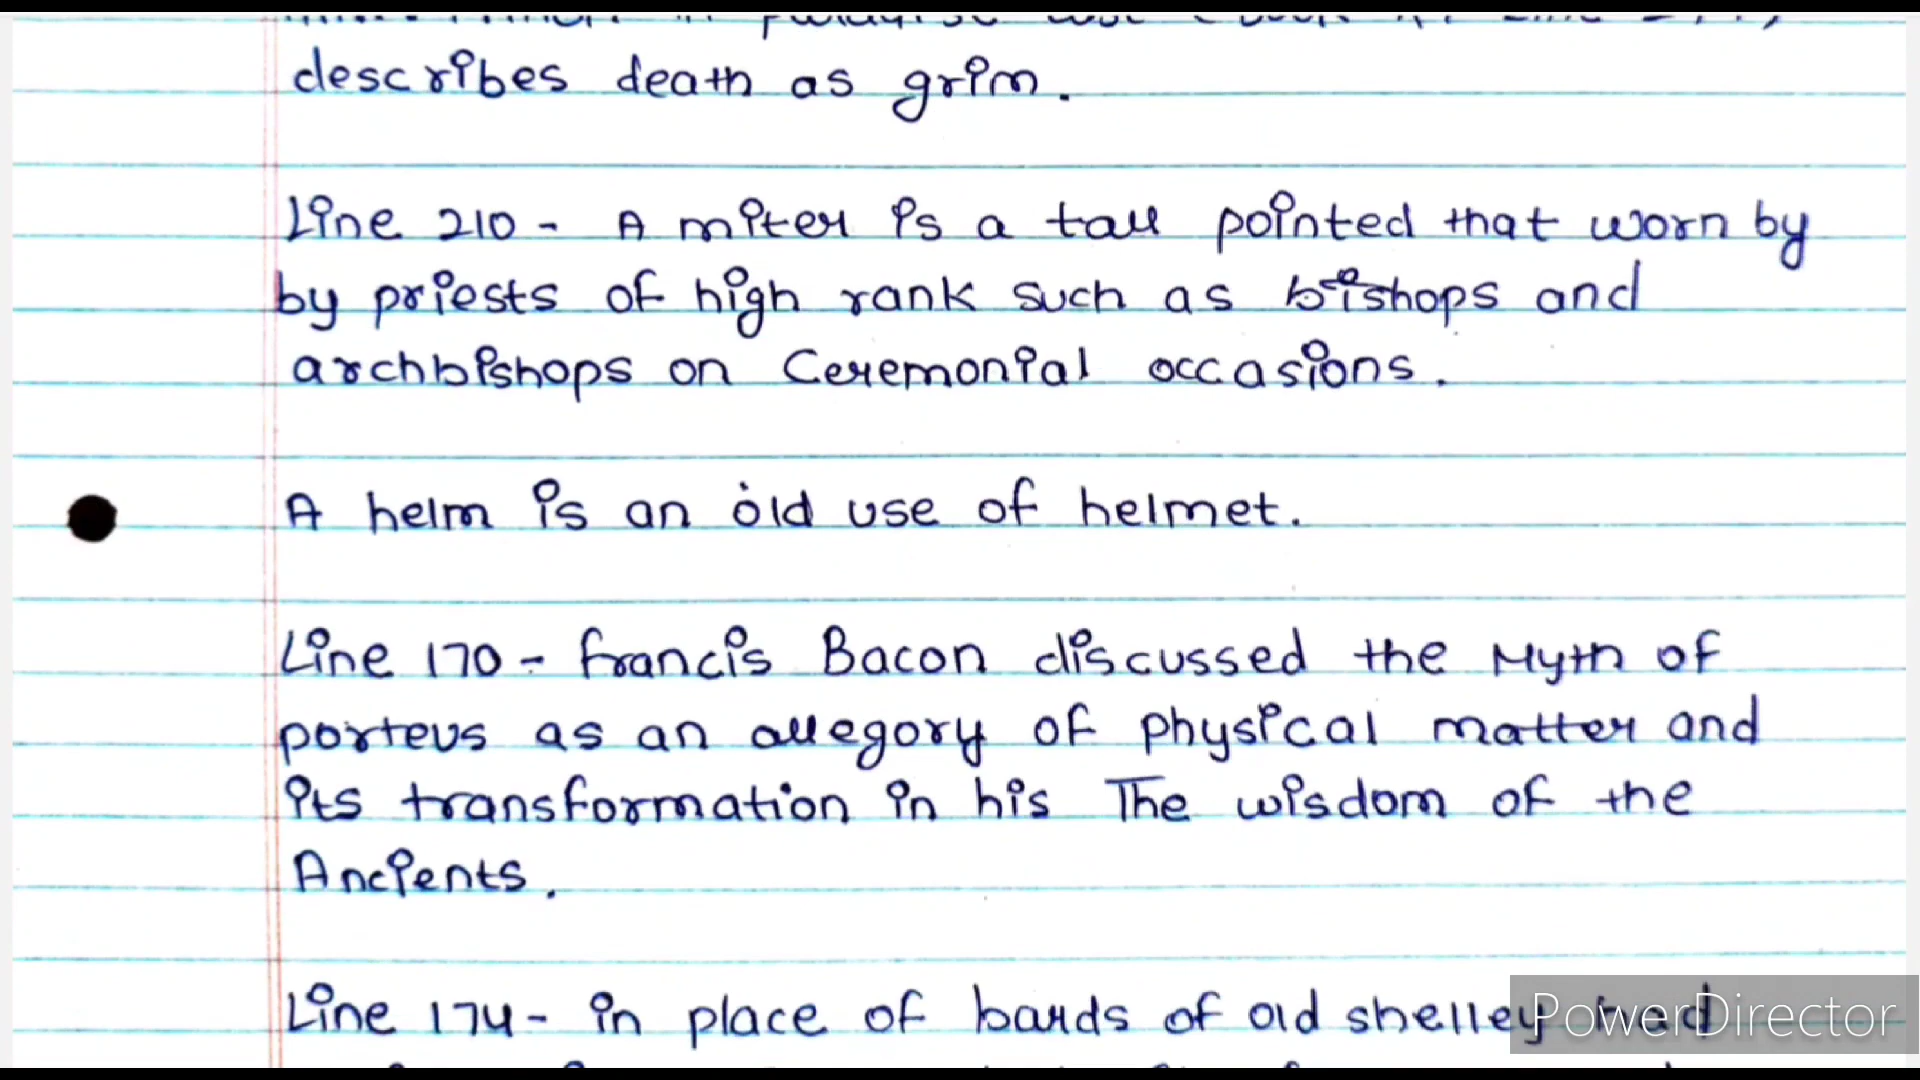 describes death as grim.
Line 210 - A miter is a tall pointed that worn by
by priests of high rank such as bishops and
archbishops on Ceremonial occasions.
A helm is an old use of helmet.
Line 170 - Francis Bacon discussed the Myth of
porteus as an allegory of physical matter and
its transformation in his The wisdom of the
Ancients.
Line 174 - in place of bards of old shelley had
PowerDirector